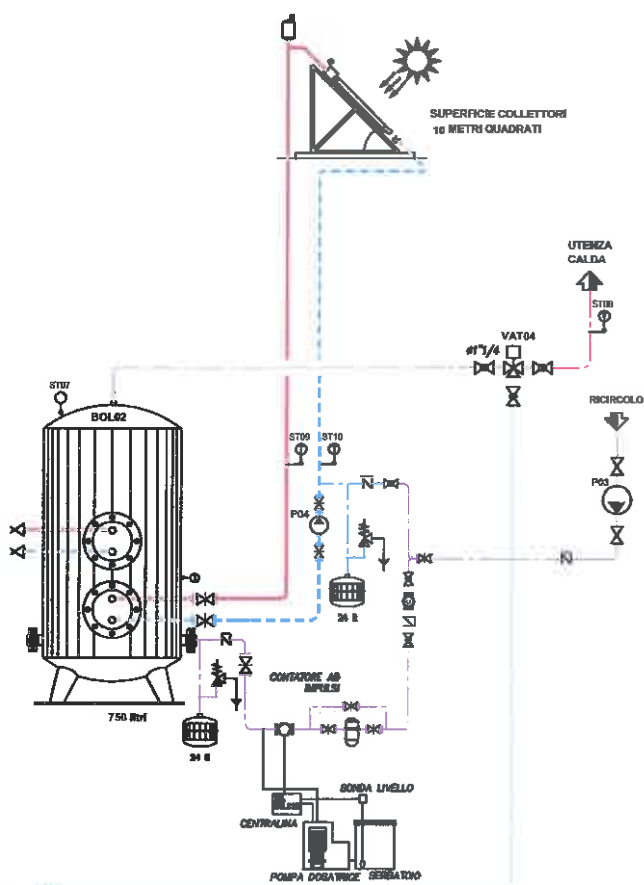 SUPERFICIE COLLETTORI
10 METRI QUADRATI
UTENZA
CALDA
ST08
VAT04
ø1"1/4
ST07
BOL02
RICIRCOLO
ST09
ST10
P03
P04
24 lt
CONTATORE AD
IMPULSI
750 litri
24 lt
SONDA LIVELLO
CENTRALINA
POMPA DOSATRICE
SERBATOIO